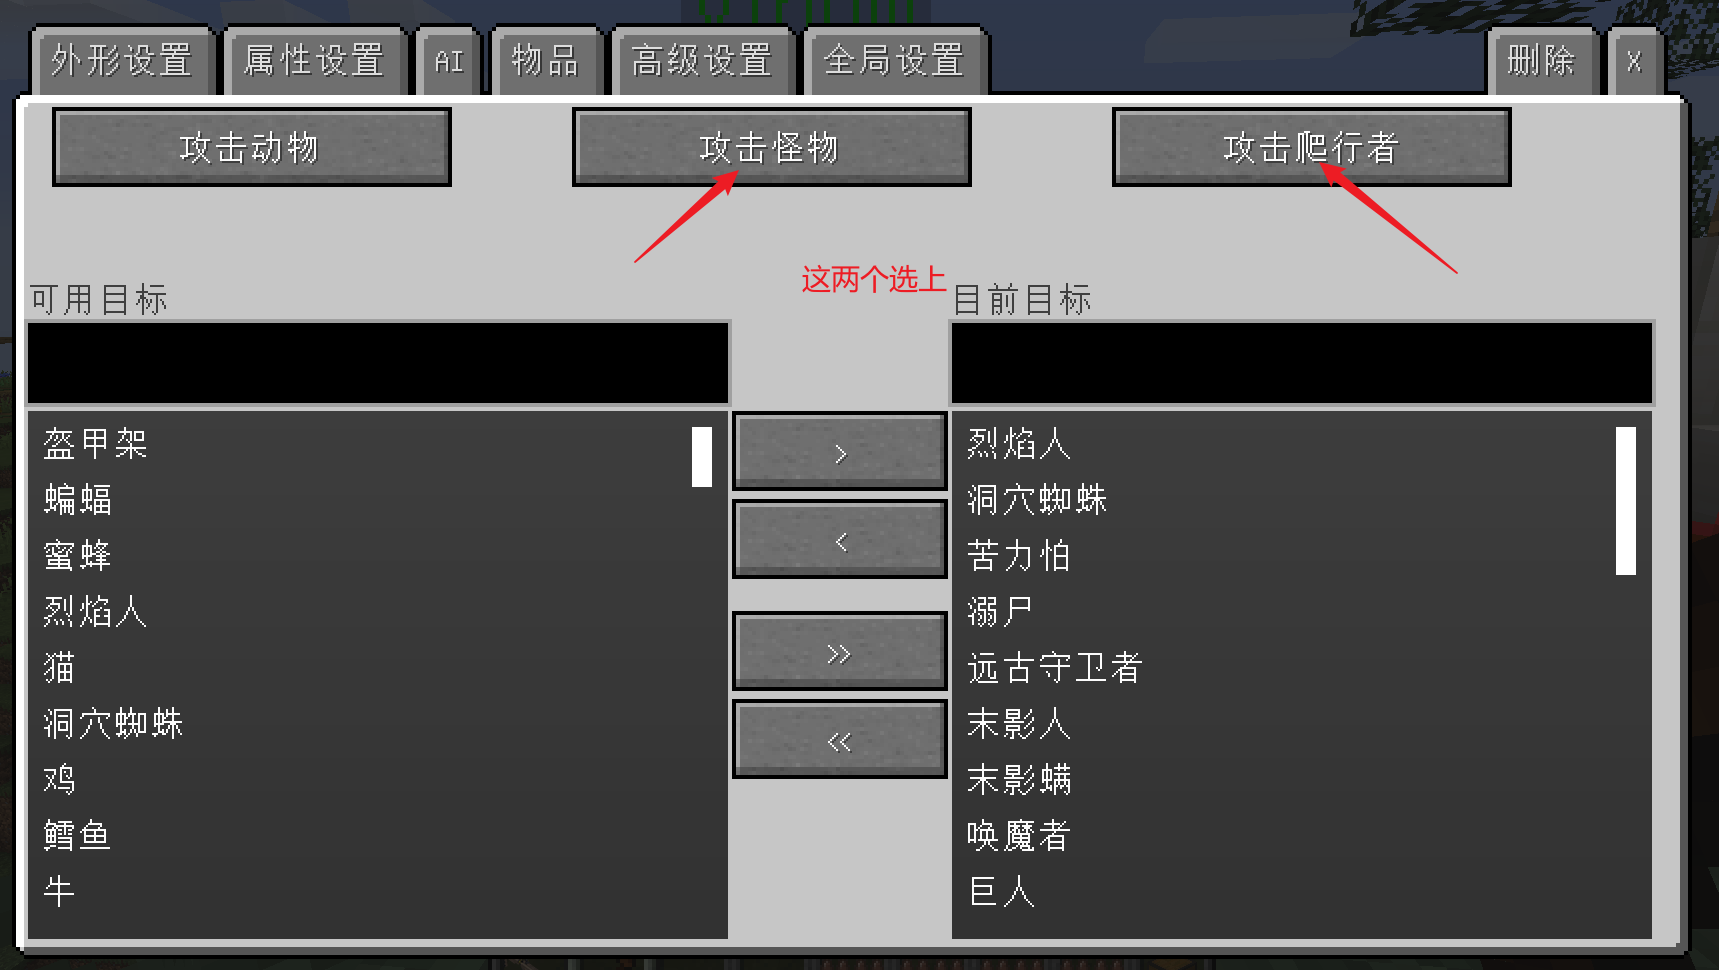 外形设置 属性设置 AI 物品 高级设置 全局设置 删除 X
攻击动物 攻击怪物 攻击爬行者
这两个选上
可用目标 目前目标
盔甲架
蝙蝠
蜜蜂
烈焰人
猫
洞穴蜘蛛
鸡
鳕鱼
牛
>
<
>>
<<
烈焰人
洞穴蜘蛛
苦力怕
溺尸
远古守卫者
末影人
末影螨
唤魔者
巨人